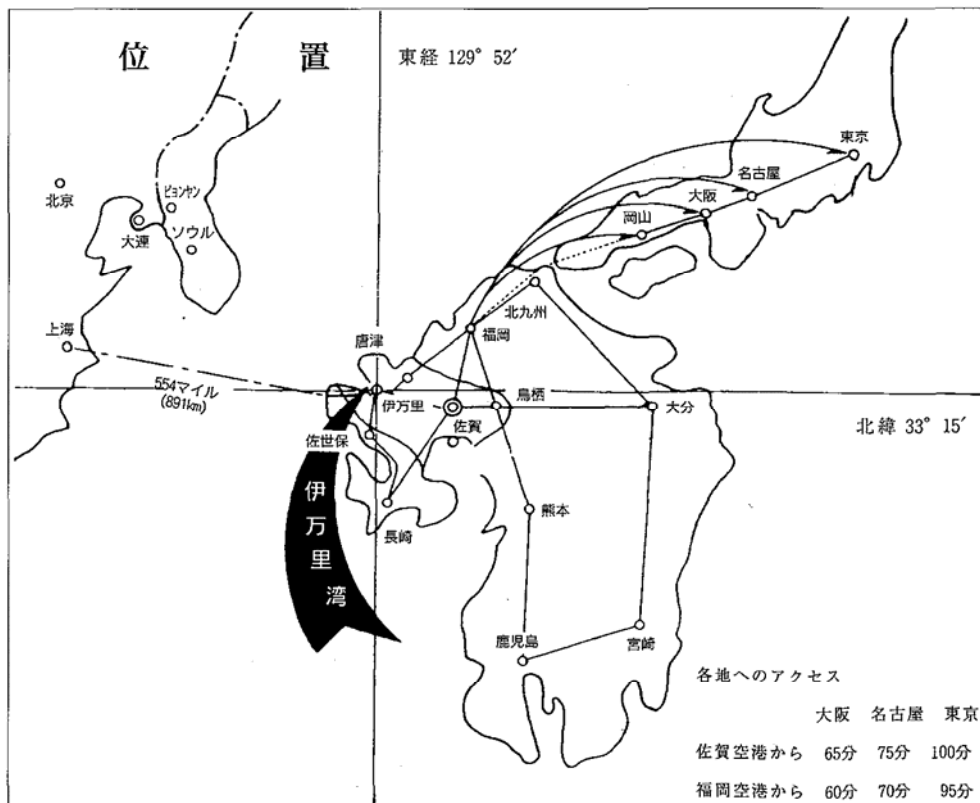 位 置
東経 129° 52′
東京
名古屋
大阪
岡山
北京
ピョンヤン
大連
ソウル
北九州
福岡
上海
唐津
554マイル
(891km)
伊万里
鳥栖
大分
佐賀
北緯 33° 15′
佐世保
伊万里湾
長崎
熊本
鹿児島
宮崎
各地へのアクセス
大阪 名古屋 東京
佐賀空港から 65分 75分 100分
福岡空港から 60分 70分 95分